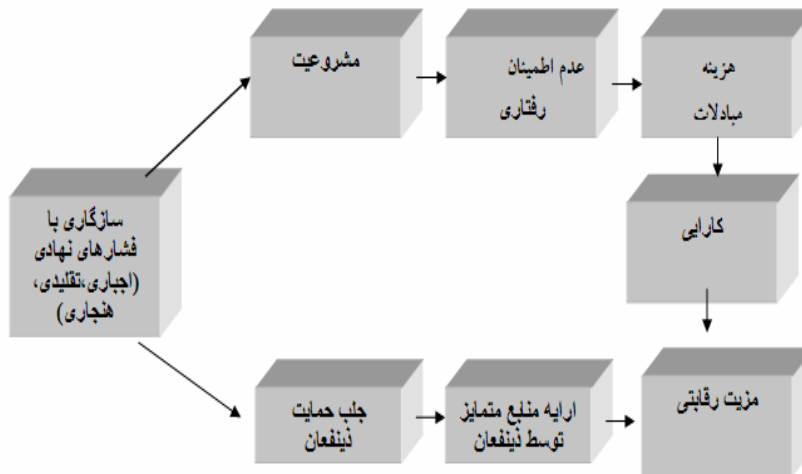 مشروعیت
عدم اطمینان
رفتاری
هزینه
مبادلات
سازگاری با
فشارهای نهادی
(اجباری،تقلیدی،
هنجاری)
کارایی
جلب حمایت
ذینفعان
ارایه منابع متمایز
توسط ذینفعان
مزیت رقابتی